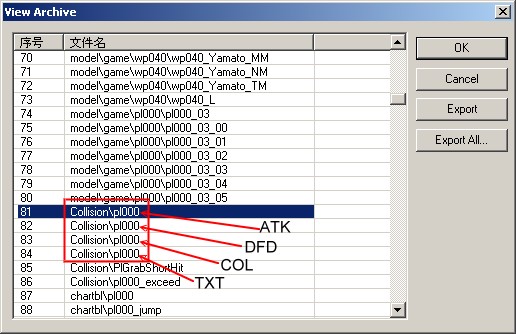 View Archive
序号 文件名
70 model\game\wp040\wp040_Yamato_MM
71 model\game\wp040\wp040_Yamato_NM
72 model\game\wp040\wp040_Yamato_TM
73 model\game\wp040\wp040_L
74 model\game\pl000\pl000_03
75 model\game\pl000\pl000_03_00
76 model\game\pl000\pl000_03_01
77 model\game\pl000\pl000_03_02
78 model\game\pl000\pl000_03_03
79 model\game\pl000\pl000_03_04
80 model\game\pl000\pl000_03_05
81 Collision\pl000
82 Collision\pl000
83 Collision\pl000
84 Collision\pl000
85 Collision\PlGrabShortHit
86 Collision\pl000_exceed
87 chartbl\pl000
88 chartbl\pl000_jump
ATK
DFD
COL
TXT
OK
Cancel
Export
Export All...